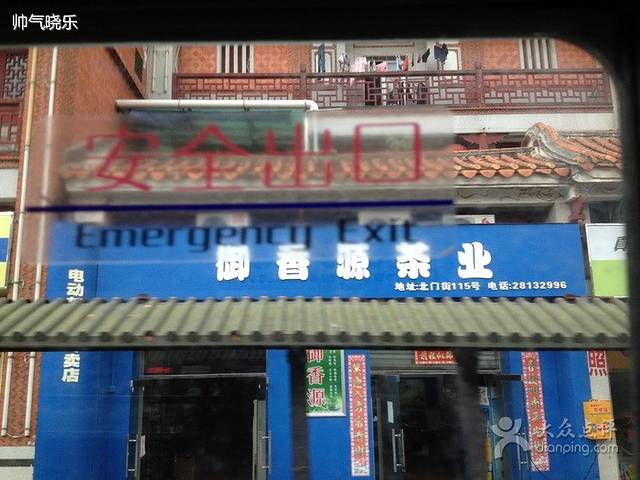 帅气晓乐
安全出口
Emergency Exit
御香源茶业
地址:北门街115号 电话:28132996
电动
卖店
御香源
照
大众点评
dianping.com